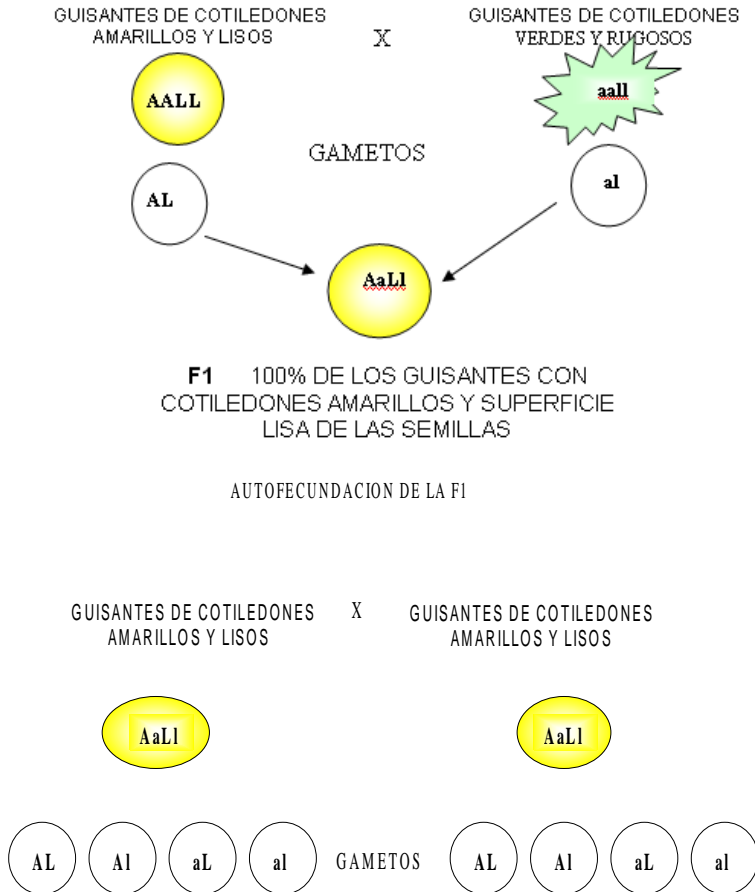 GUISANTES DE COTILEDONES
AMARILLOS Y LISOS
X
GUISANTES DE COTILEDONES
VERDES Y RUGOSOS
AALL
aall
GAMETOS
AL
al
AaLl
F1 100% DE LOS GUISANTES CON
COTILEDONES AMARILLOS Y SUPERFICIE
LISA DE LAS SEMILLAS
AUTOFECUNDACION DE LA F1
GUISANTES DE COTILEDONES
AMARILLOS Y LISOS
X
GUISANTES DE COTILEDONES
AMARILLOS Y LISOS
AaLl
AaLl
AL Al aL al GAMETOS AL Al aL al